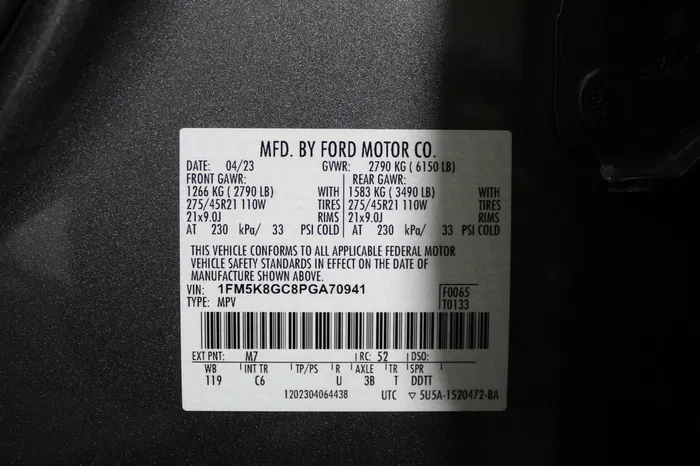 MFD. BY FORD MOTOR CO.
DATE: 04/23 GVWR: 2790 KG ( 6150 LB)
FRONT GAWR: REAR GAWR:
1266 KG ( 2790 LB) WITH 1583 KG ( 3490 LB) WITH
275/45R21 110W TIRES 275/45R21 110W TIRES
21x9.0J RIMS 21x9.0J RIMS
AT 230 kPa/ 33 PSI COLD AT 230 kPa/ 33 PSI COLD
THIS VEHICLE CONFORMS TO ALL APPLICABLE FEDERAL MOTOR
VEHICLE SAFETY STANDARDS IN EFFECT ON THE DATE OF
MANUFACTURE SHOWN ABOVE.
VIN: 1FM5K8GC8PGA70941
TYPE: MPV
F0065
T0133
EXT PNT: M7 RC: 52 DSO:
WB INT TR TP/PS R AXLE TR SPR
119 C6 U 3B T DDTT
1202304064438 UTC ▽ 5U5A-1520472-BA